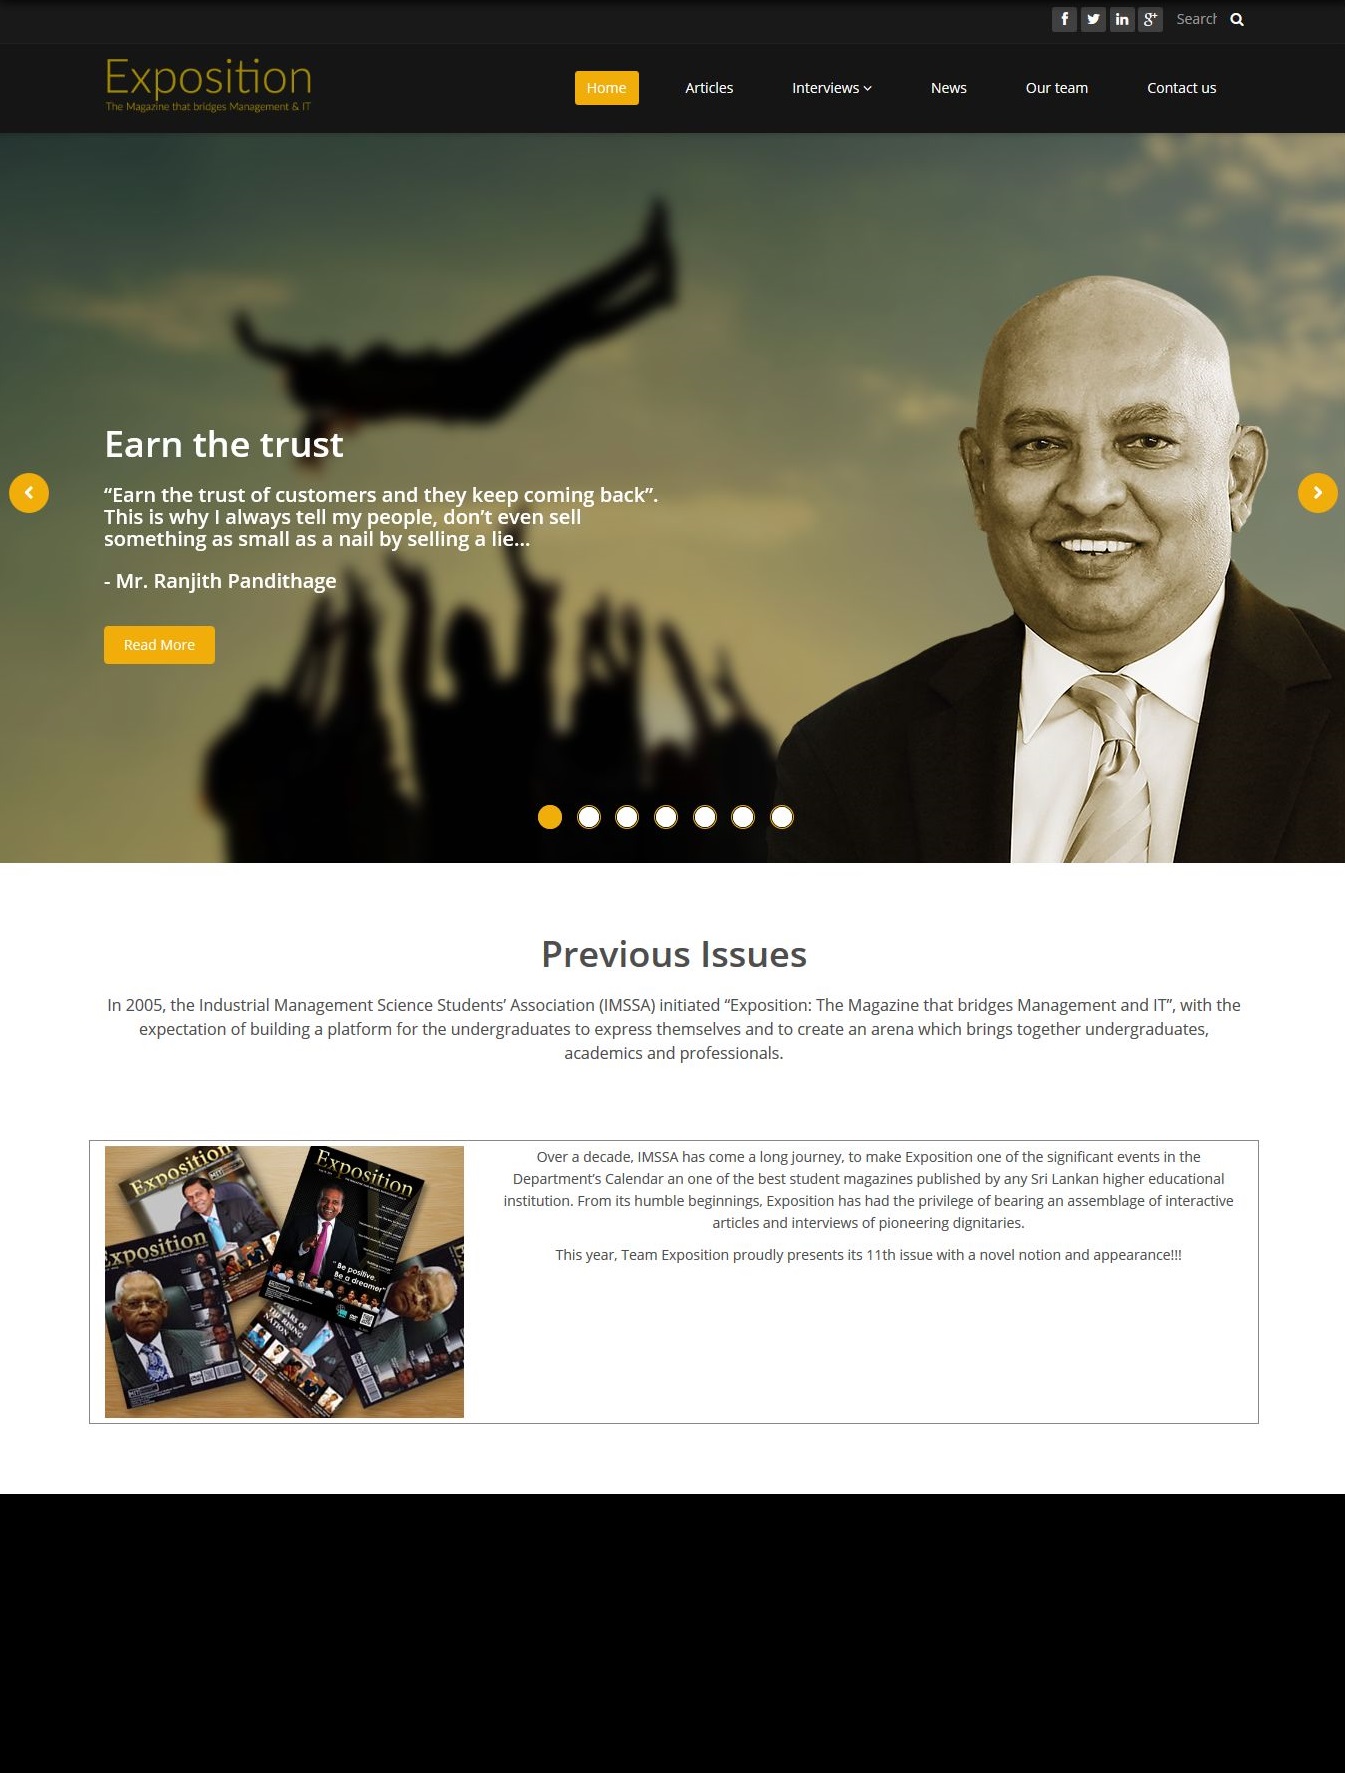 Search
Exposition
The Magazine that bridges Management & IT
Home
Articles
Interviews
News
Our team
Contact us
Earn the trust
“Earn the trust of customers and they keep coming back”.
This is why I always tell my people, don’t even sell
something as small as a nail by selling a lie...
- Mr. Ranjith Pandithage
Read More
Previous Issues
In 2005, the Industrial Management Science Students’ Association (IMSSA) initiated “Exposition: The Magazine that bridges Management and IT”, with the
expectation of building a platform for the undergraduates to express themselves and to create an arena which brings together undergraduates,
academics and professionals.
Exposition
Exposition
Exposition
“Be positive.
Be a dreamer”
PILLARS OF
THE RISING
NATION
Over a decade, IMSSA has come a long journey, to make Exposition one of the significant events in the
Department’s Calendar an one of the best student magazines published by any Sri Lankan higher educational
institution. From its humble beginnings, Exposition has had the privilege of bearing an assemblage of interactive
articles and interviews of pioneering dignitaries.
This year, Team Exposition proudly presents its 11th issue with a novel notion and appearance!!!